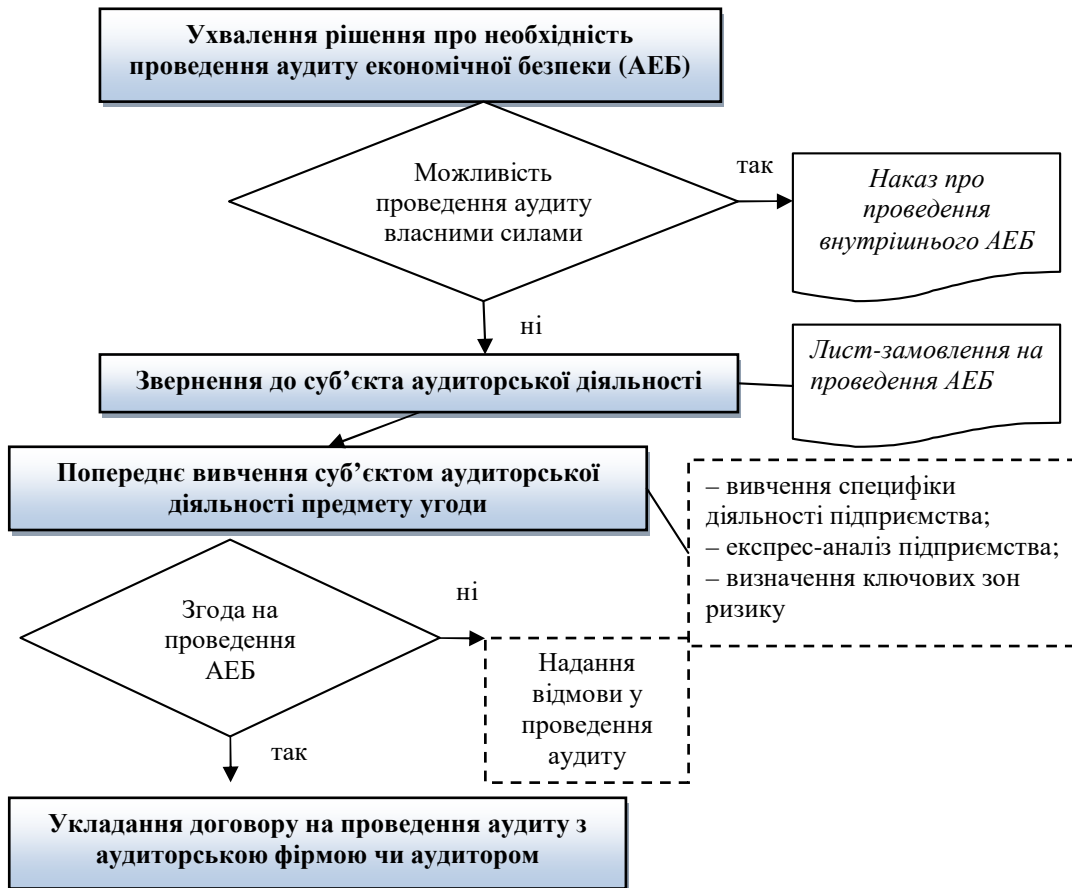 Ухвалення рішення про необхідність
проведення аудиту економічної безпеки (АЕБ)
Можливість
проведення аудиту
власними силами
так
Наказ про
проведення
внутрішнього АЕБ
ні
Звернення до суб’єкта аудиторської діяльності
Лист-замовлення на
проведення АЕБ
Попереднє вивчення суб’єктом аудиторської
діяльності предмету угоди
– вивчення специфіки
діяльності підприємства;
– експрес-аналіз підприємства;
– визначення ключових зон
ризику
Згода на
проведення
АЕБ
ні
Надання
відмови у
проведення
аудиту
так
Укладання договору на проведення аудиту з
аудиторською фірмою чи аудитором